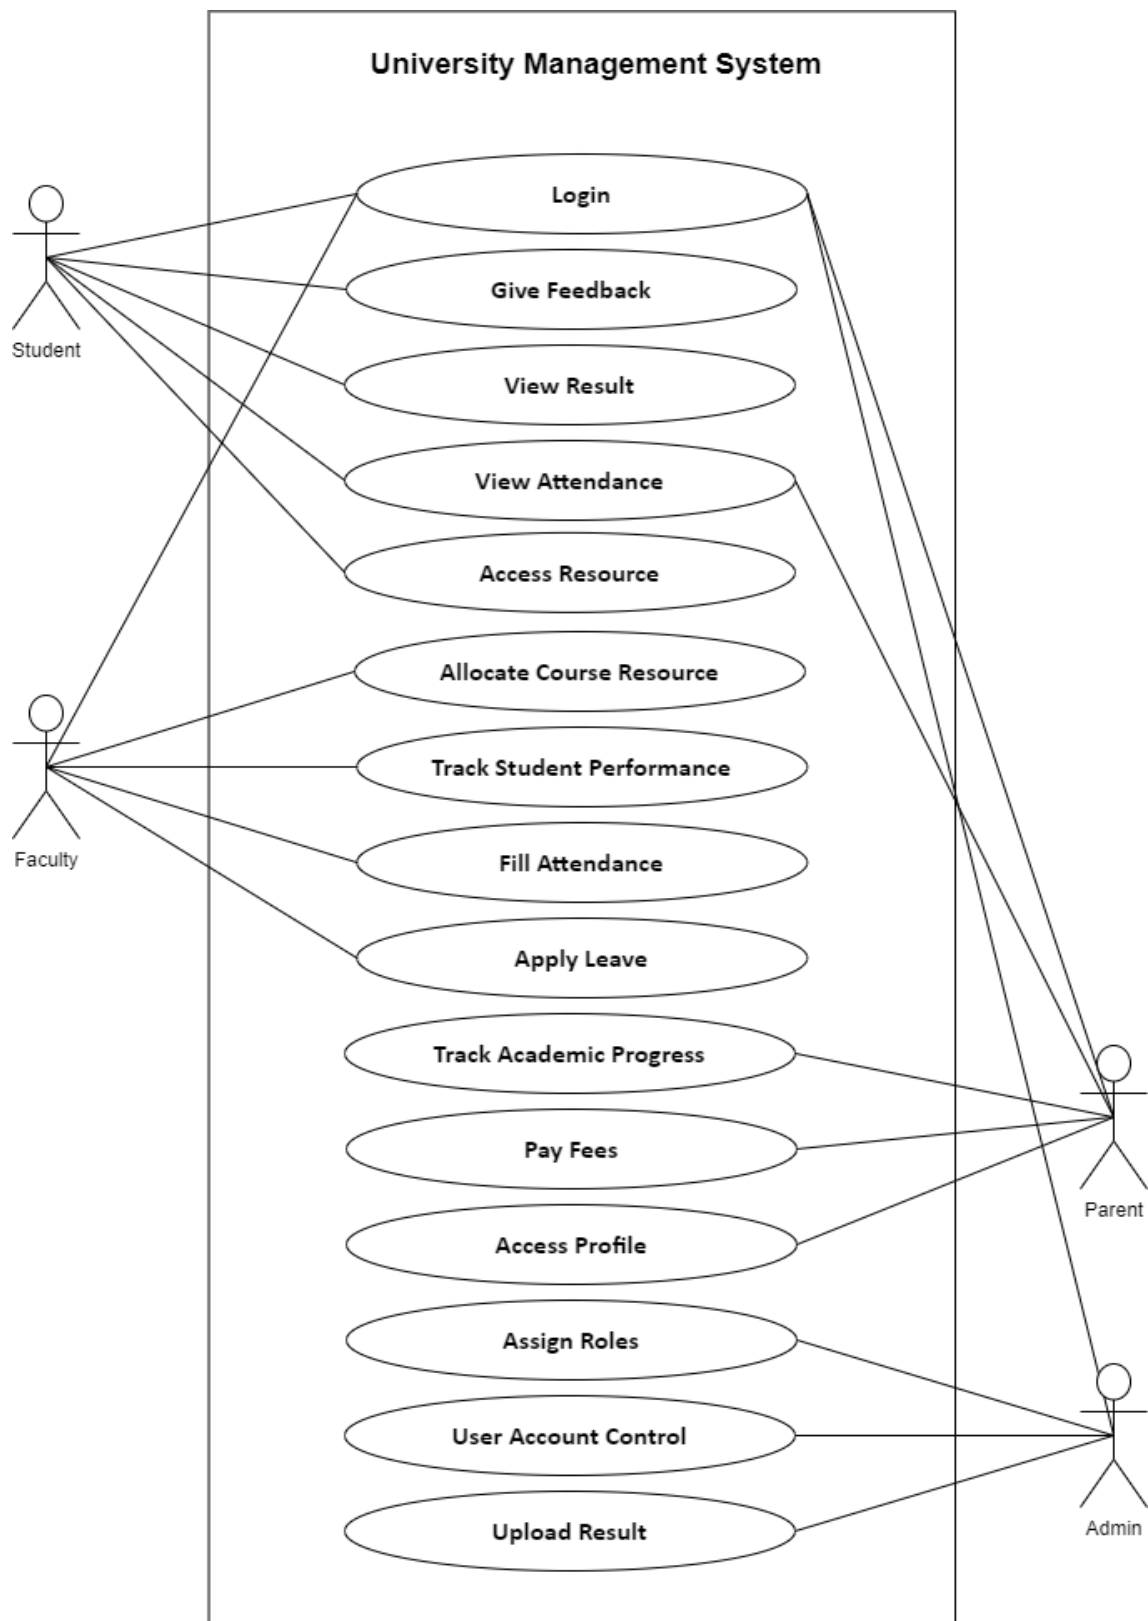 University Management System
Login
Give Feedback
Student
View Result
View Attendance
Access Resource
Allocate Course Resource
Track Student Performance
Faculty
Fill Attendance
Apply Leave
Track Academic Progress
Pay Fees
Parent
Access Profile
Assign Roles
User Account Control
Admin
Upload Result